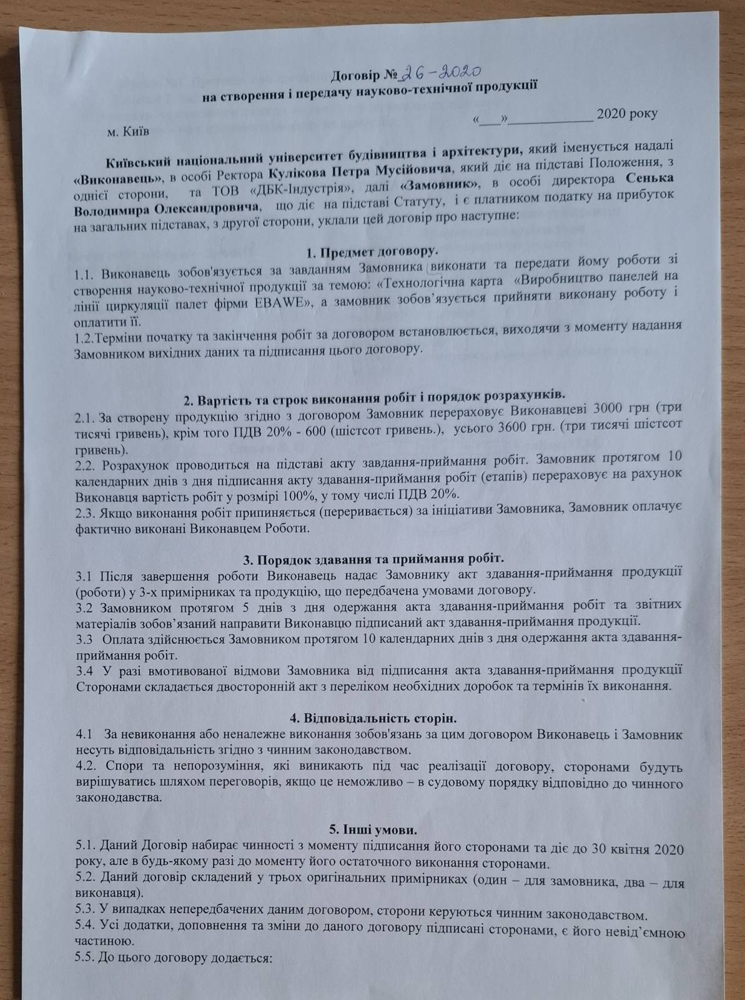 Договір № 26-2020
на створення і передачу науково-технічної продукції
«___»____________ 2020 року
м. Київ
Київський національний університет будівництва і архітектури, який іменується надалі
«Виконавець», в особі Ректора Кулікова Петра Мусійовича, який діє на підставі Положення, з
однієї сторони, та ТОВ «ДБК-Індустрія», далі «Замовник», в особі директора Сенька
Володимира Олександровича, що діє на підставі Статуту, і є платником податку на прибуток
на загальних підставах, з другої сторони, уклали цей договір про наступне:
1. Предмет договору.
1.1. Виконавець зобов'язується за завданням Замовника виконати та передати йому роботи зі
створення науково-технічної продукції за темою: «Технологічна карта «Виробництво панелей на
лінії циркуляції палет фірми EBAWE», а замовник зобов’язується прийняти виконану роботу і
оплатити її.
1.2.Терміни початку та закінчення робіт за договором встановлюється, виходячи з моменту надання
Замовником вихідних даних та підписання цього договору.
2. Вартість та строк виконання робіт і порядок розрахунків.
2.1. За створену продукцію згідно з договором Замовник перераховує Виконавцеві 3000 грн (три
тисячі гривень), крім того ПДВ 20% - 600 (шістсот гривень.), усього 3600 грн. (три тисячі шістсот
гривень).
2.2. Розрахунок проводиться на підставі акту завдання-приймання робіт. Замовник протягом 10
календарних днів з дня підписання акту здавання-приймання робіт (етапів) перераховує на рахунок
Виконавця вартість робіт у розмірі 100%, у тому числі ПДВ 20%.
2.3. Якщо виконання робіт припиняється (переривається) за ініціативи Замовника, Замовник оплачує
фактично виконані Виконавцем Роботи.
3. Порядок здавання та приймання робіт.
3.1 Після завершення роботи Виконавець надає Замовнику акт здавання-приймання продукції
(роботи) у 3-х примірниках та продукцію, що передбачена умовами договору.
3.2 Замовником протягом 5 днів з дня одержання акта здавання-приймання робіт та звітних
матеріалів зобов’язаний направити Виконавцю підписаний акт здавання-приймання продукції.
3.3 Оплата здійснюється Замовником протягом 10 календарних днів з дня одержання акта здавання-
приймання робіт.
3.4 У разі вмотивованої відмови Замовника від підписання акта здавання-приймання продукції
Сторонами складається двосторонній акт з переліком необхідних доробок та термінів їх виконання.
4. Відповідальність сторін.
4.1 За невиконання або неналежне виконання зобов'язань за цим договором Виконавець і Замовник
несуть відповідальність згідно з чинним законодавством.
4.2. Спори та непорозуміння, які виникають під час реалізації договору, сторонами будуть
вирішуватись шляхом переговорів, якщо це неможливо – в судовому порядку відповідно до чинного
законодавства.
5. Інші умови.
5.1. Даний Договір набирає чинності з моменту підписання його сторонами та діє до 30 квітня 2020
року, але в будь-якому разі до моменту його остаточного виконання сторонами.
5.2. Даний договір складений у трьох оригінальних примірниках (один – для замовника, два – для
виконавця).
5.3. У випадках непередбачених даним договором, сторони керуються чинним законодавством.
5.4. Усі додатки, доповнення та зміни до даного договору підписані сторонами, є його невід’ємною
частиною.
5.5. До цього договору додається: